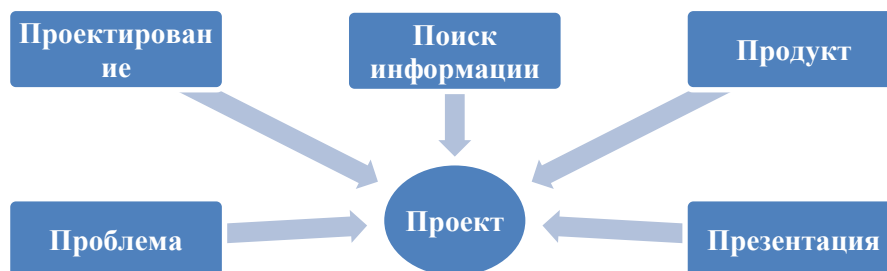 Проектирован
ие
Поиск
информации
Продукт
Проблема
Проект
Презентация